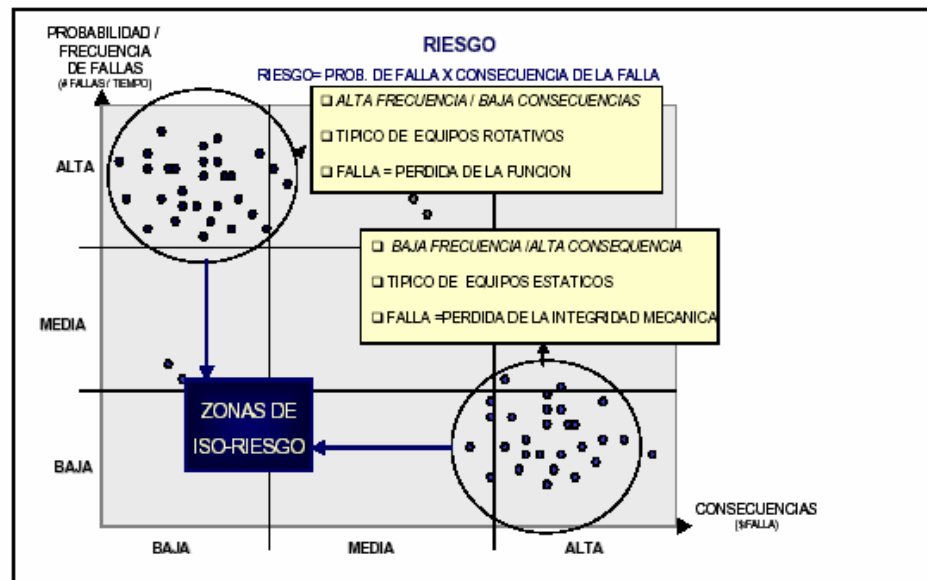 PROBABILIDAD /
FRECUENCIA
DE FALLAS
(# FALLAS / TIEMPO)
RIESGO
RIESGO= PROB. DE FALLA X CONSECUENCIA DE LA FALLA
ALTA FRECUENCIA / BAJA CONSECUENCIAS
TIPICO DE EQUIPOS ROTATIVOS
FALLA = PERDIDA DE LA FUNCION
ALTA
BAJA FRECUENCIA /ALTA CONSEQUENCIA
TIPICO DE EQUIPOS ESTATICOS
FALLA =PERDIDA DE LA INTEGRIDAD MECANICA
MEDIA
ZONAS DE
ISO-RIESGO
BAJA
CONSECUENCIAS
($/FALLA)
BAJA
MEDIA
ALTA